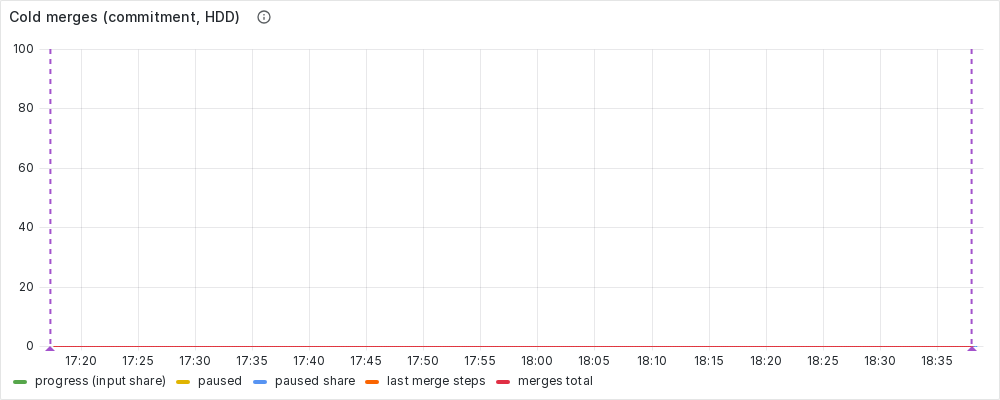 Cold merges (commitment, HDD)
100
80
60
40
20
0
17:20 17:25 17:30 17:35 17:40 17:45 17:50 17:55 18:00 18:05 18:10 18:15 18:20 18:25 18:30 18:35
progress (input share) paused paused share last merge steps merges total